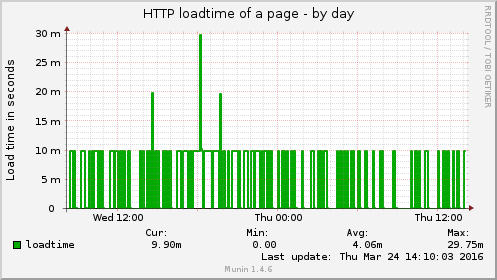 HTTP loadtime of a page - by day
RRDTOOL / TOBI OETIKER
Load time in seconds
30 m
25 m
20 m
15 m
10 m
5 m
0
Wed 12:00 Thu 00:00 Thu 12:00
Cur: Min: Avg: Max:
loadtime 9.90m 0.00 4.06m 29.75m
Last update: Thu Mar 24 14:10:03 2016
Munin 1.4.6